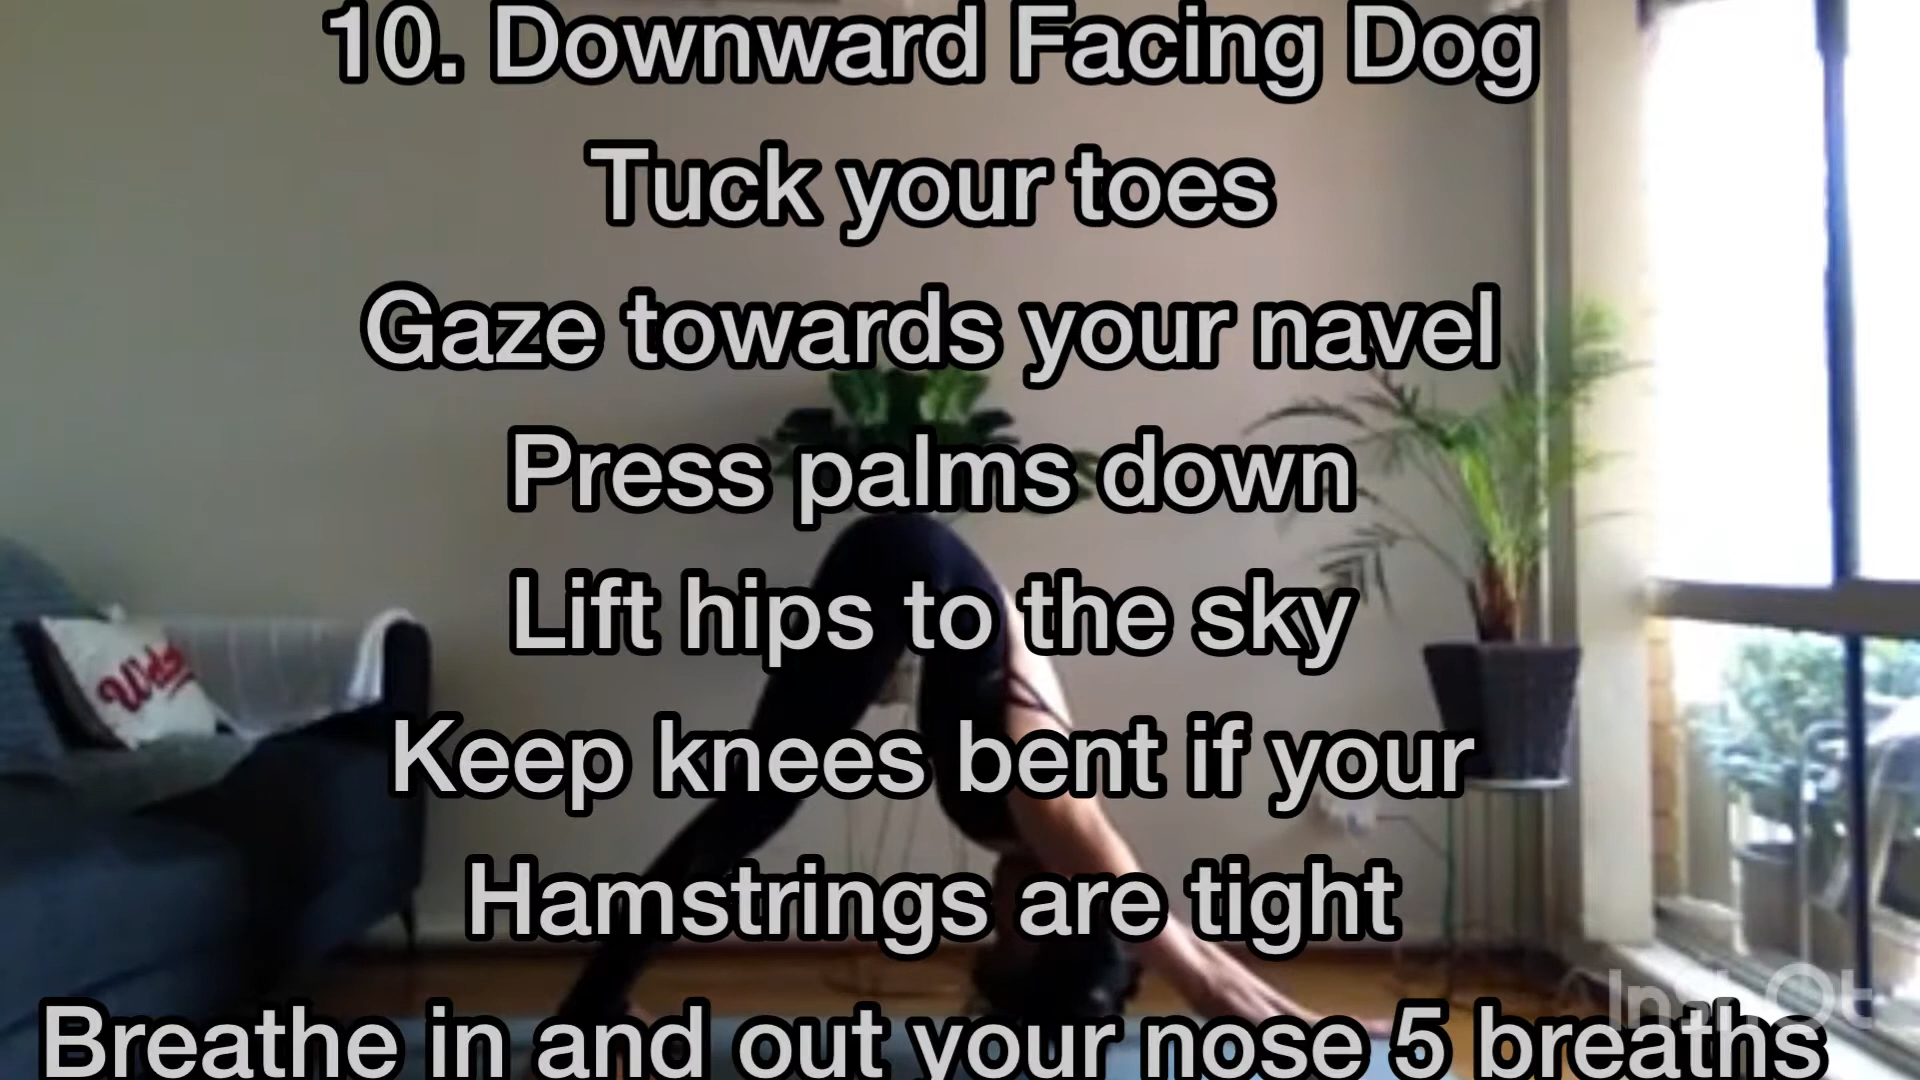 10. Downward Facing Dog
Tuck your toes
Gaze towards your navel
Press palms down
Lift hips to the sky
Keep knees bent if your
Hamstrings are tight
Breathe in and out your nose 5 breaths
InShOt